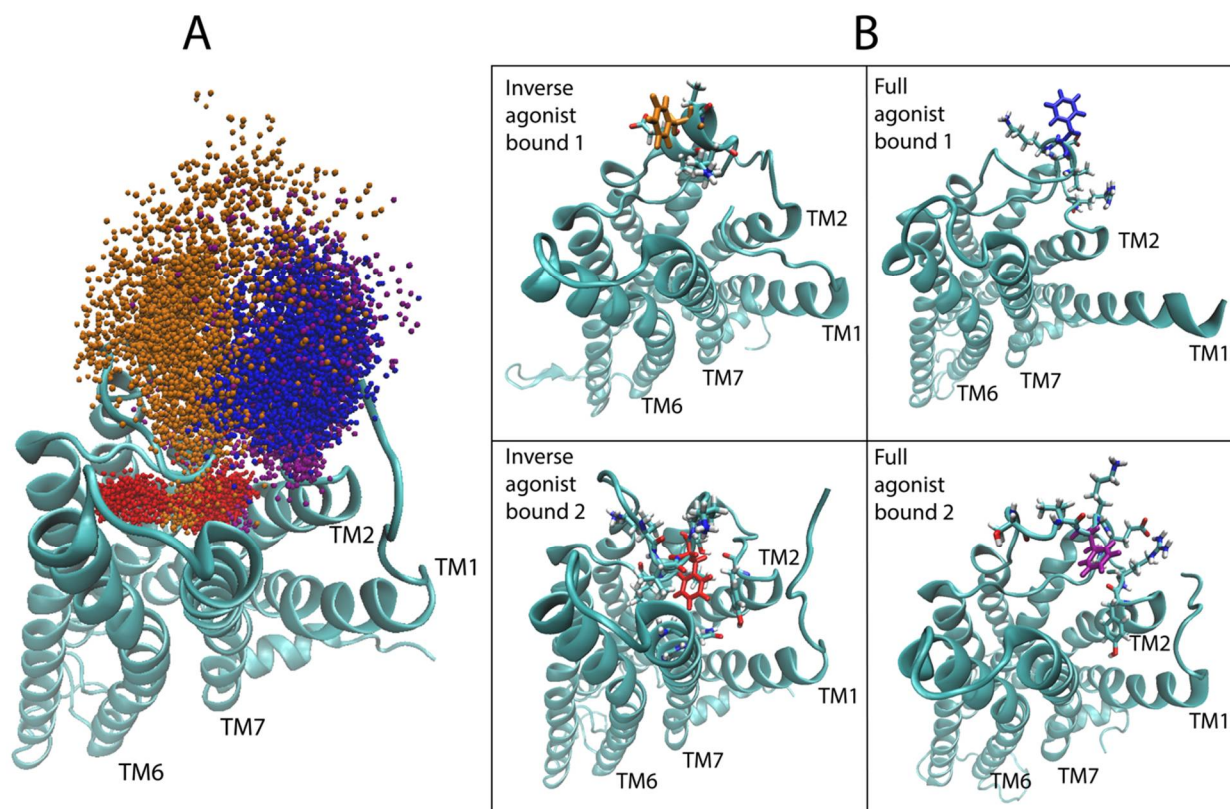 A
B
TM2
TM1
TM7
TM6
Inverse
agonist
bound 1
TM2
TM1
TM7
TM6
Full
agonist
bound 1
TM2
TM1
TM7
TM6
Inverse
agonist
bound 2
TM2
TM1
TM7
TM6
Full
agonist
bound 2
TM2
TM1
TM7
TM6